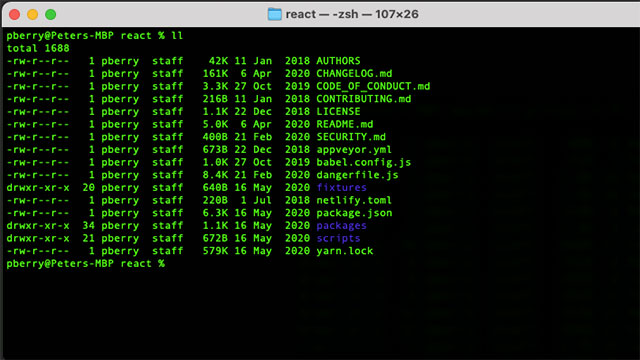 react — -zsh — 107×26
pberry@Peters-MBP react % ll
total 1688
-rw-r--r--   1 pberry  staff    42K 11 Jan  2018 AUTHORS
-rw-r--r--   1 pberry  staff   161K  6 Apr  2020 CHANGELOG.md
-rw-r--r--   1 pberry  staff   3.3K 27 Oct  2019 CODE_OF_CONDUCT.md
-rw-r--r--   1 pberry  staff   216B 11 Jan  2018 CONTRIBUTING.md
-rw-r--r--   1 pberry  staff   1.1K 22 Dec  2018 LICENSE
-rw-r--r--   1 pberry  staff   5.0K  6 Apr  2020 README.md
-rw-r--r--   1 pberry  staff   400B 21 Feb  2020 SECURITY.md
-rw-r--r--   1 pberry  staff   673B 22 Dec  2018 appveyor.yml
-rw-r--r--   1 pberry  staff   1.0K 27 Oct  2019 babel.config.js
-rw-r--r--   1 pberry  staff   8.4K 21 Feb  2020 dangerfile.js
drwxr-xr-x  20 pberry  staff   640B 16 May  2020 fixtures
-rw-r--r--   1 pberry  staff   220B  1 Jul  2018 netlify.toml
-rw-r--r--   1 pberry  staff   6.3K 16 May  2020 package.json
drwxr-xr-x  34 pberry  staff   1.1K 16 May  2020 packages
drwxr-xr-x  21 pberry  staff   672B 16 May  2020 scripts
-rw-r--r--   1 pberry  staff   579K 16 May  2020 yarn.lock
pberry@Peters-MBP react %